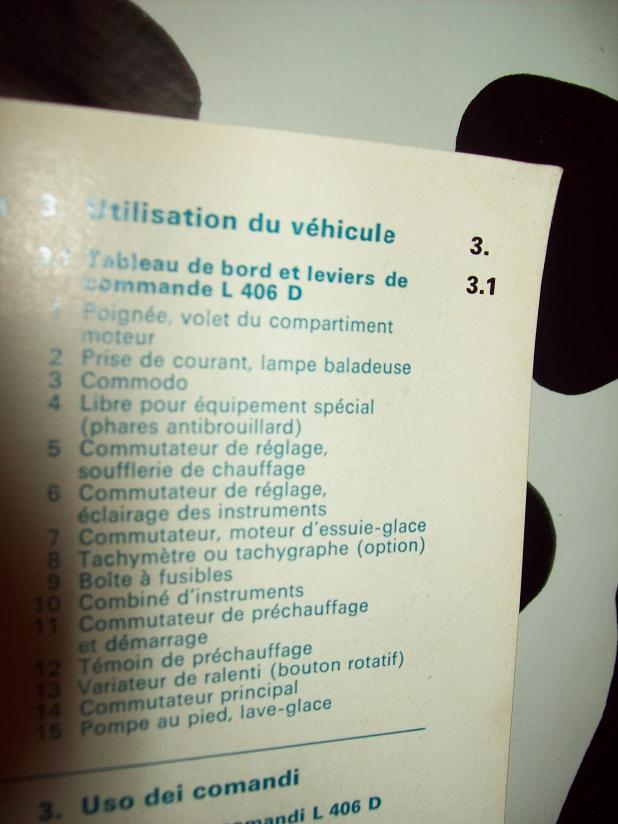 3. Utilisation du véhicule
3.
3.1 Tableau de bord et leviers de
3.1
commande L 406 D
1 Poignée, volet du compartiment
moteur
2 Prise de courant, lampe baladeuse
3 Commodo
4 Libre pour équipement spécial
(phares antibrouillard)
5 Commutateur de réglage,
soufflerie de chauffage
6 Commutateur de réglage,
éclairage des instruments
7 Commutateur, moteur d'essuie-glace
8 Tachymètre ou tachygraphe (option)
9 Boîte à fusibles
10 Combiné d'instruments
11 Commutateur de préchauffage
et démarrage
12 Témoin de préchauffage
13 Variateur de ralenti (bouton rotatif)
14 Commutateur principal
15 Pompe au pied, lave-glace
3. Uso dei comandi
L 406 D